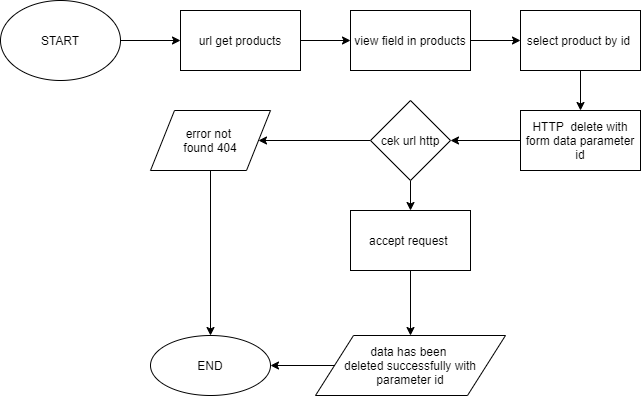 START
url get products
view field in products
select product by id
HTTP delete with
form data parameter
id
cek url http
error not
found 404
accept request
data has been
deleted successfully with
parameter id
END